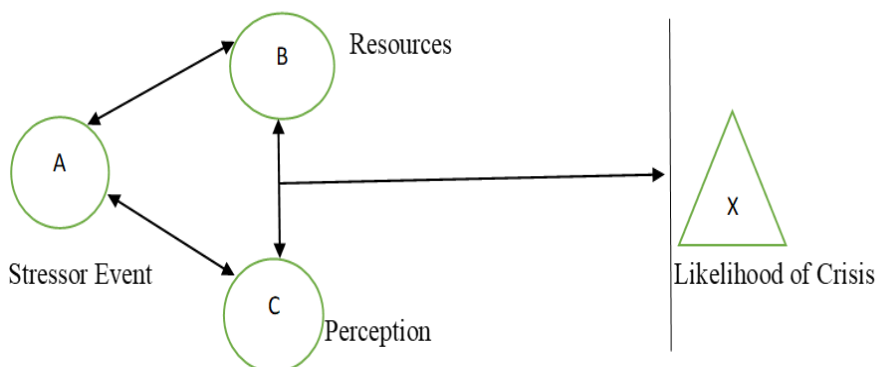 B
Resources
A
X
Stressor Event
Likelihood of Crisis
C
Perception